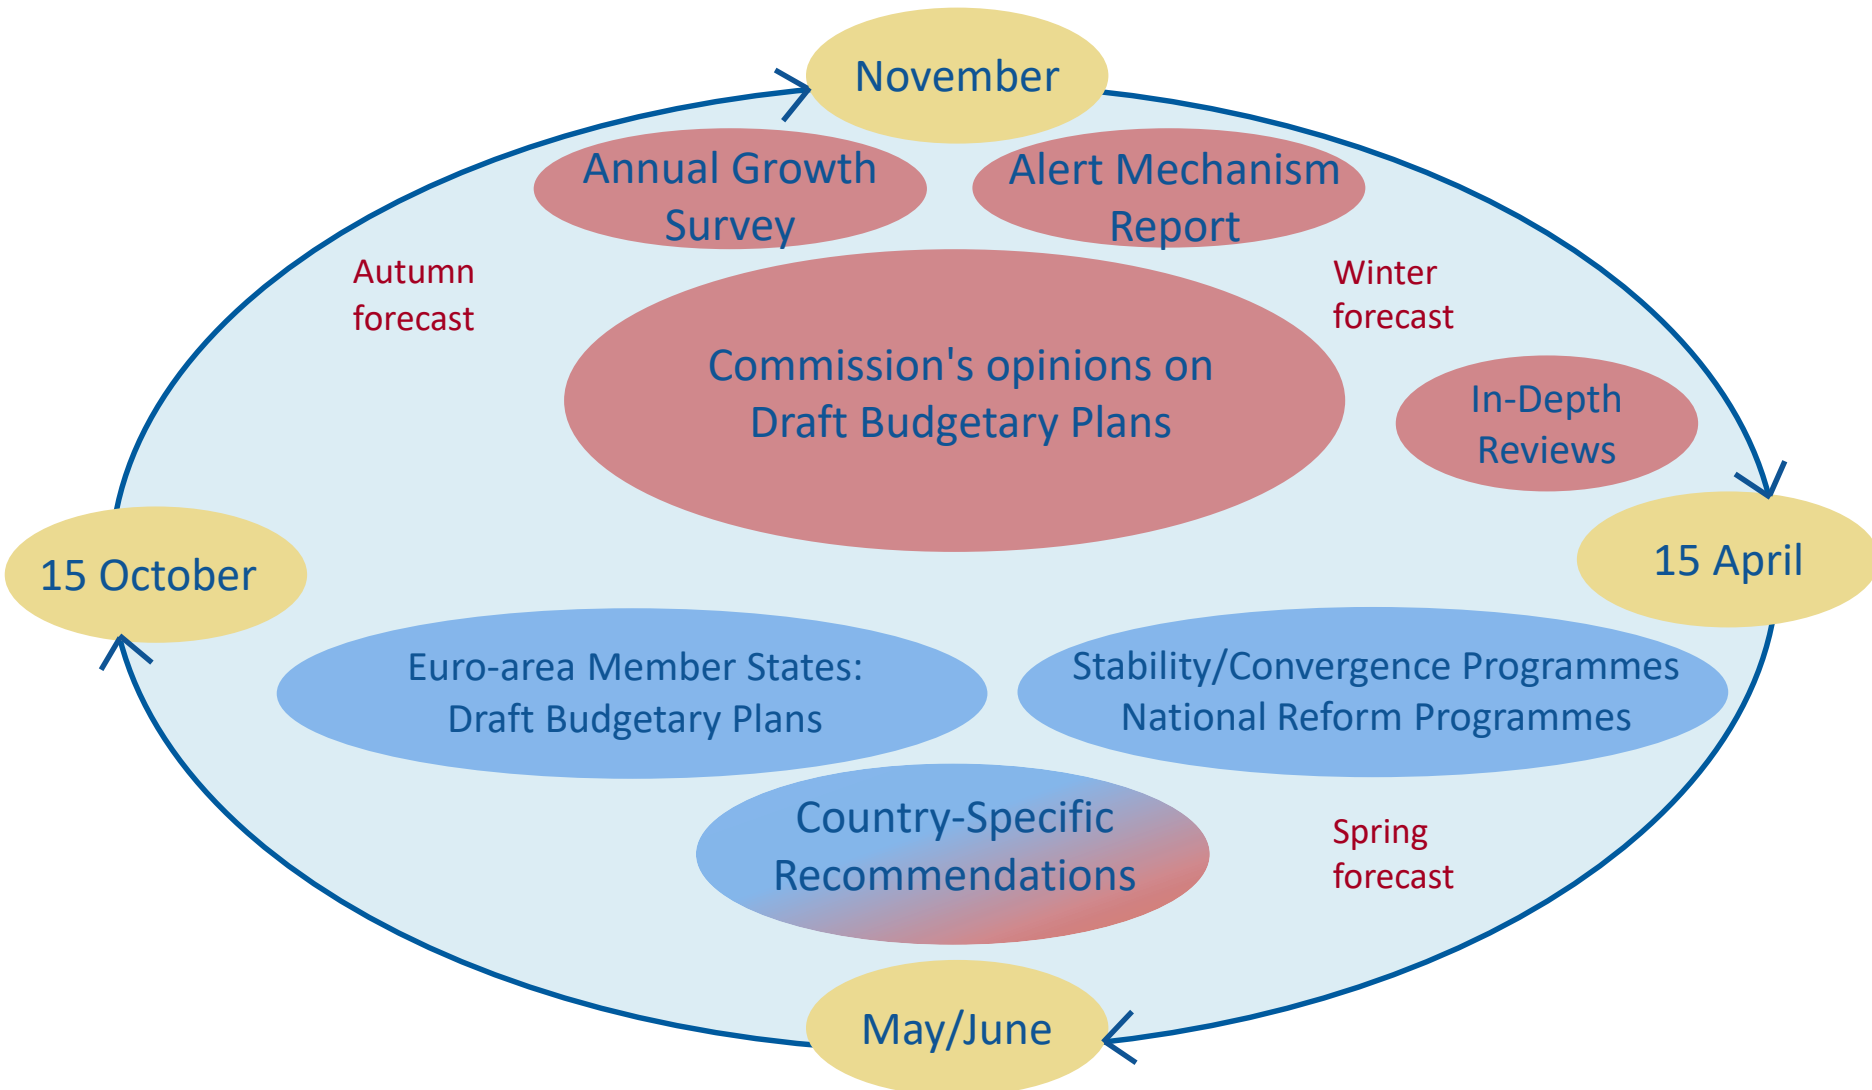 November
Annual Growth
Survey
Alert Mechanism
Report
Autumn
forecast
Winter
forecast
Commission's opinions on
Draft Budgetary Plans
In-Depth
Reviews
15 October
15 April
Euro-area Member States:
Draft Budgetary Plans
Stability/Convergence Programmes
National Reform Programmes
Country-Specific
Recommendations
Spring
forecast
May/June